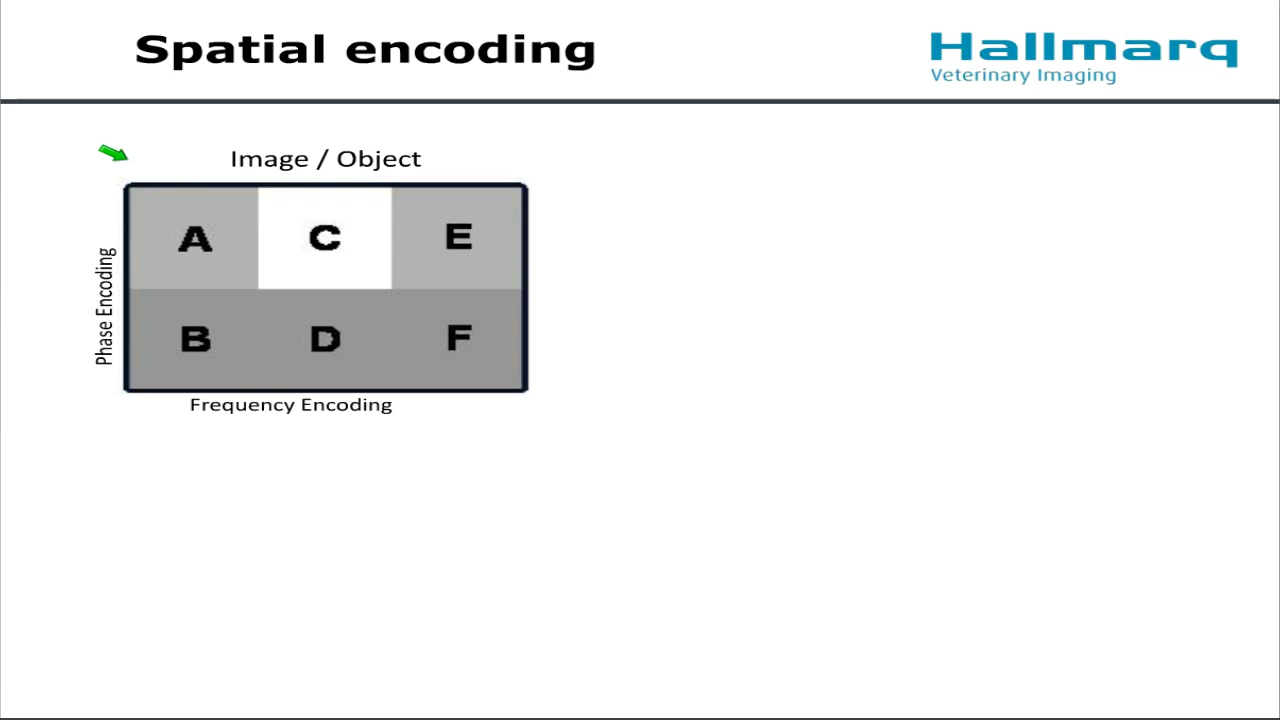 Spatial encoding
Hallmarq
Veterinary Imaging
Image / Object
Phase Encoding
A C E
B D F
Frequency Encoding